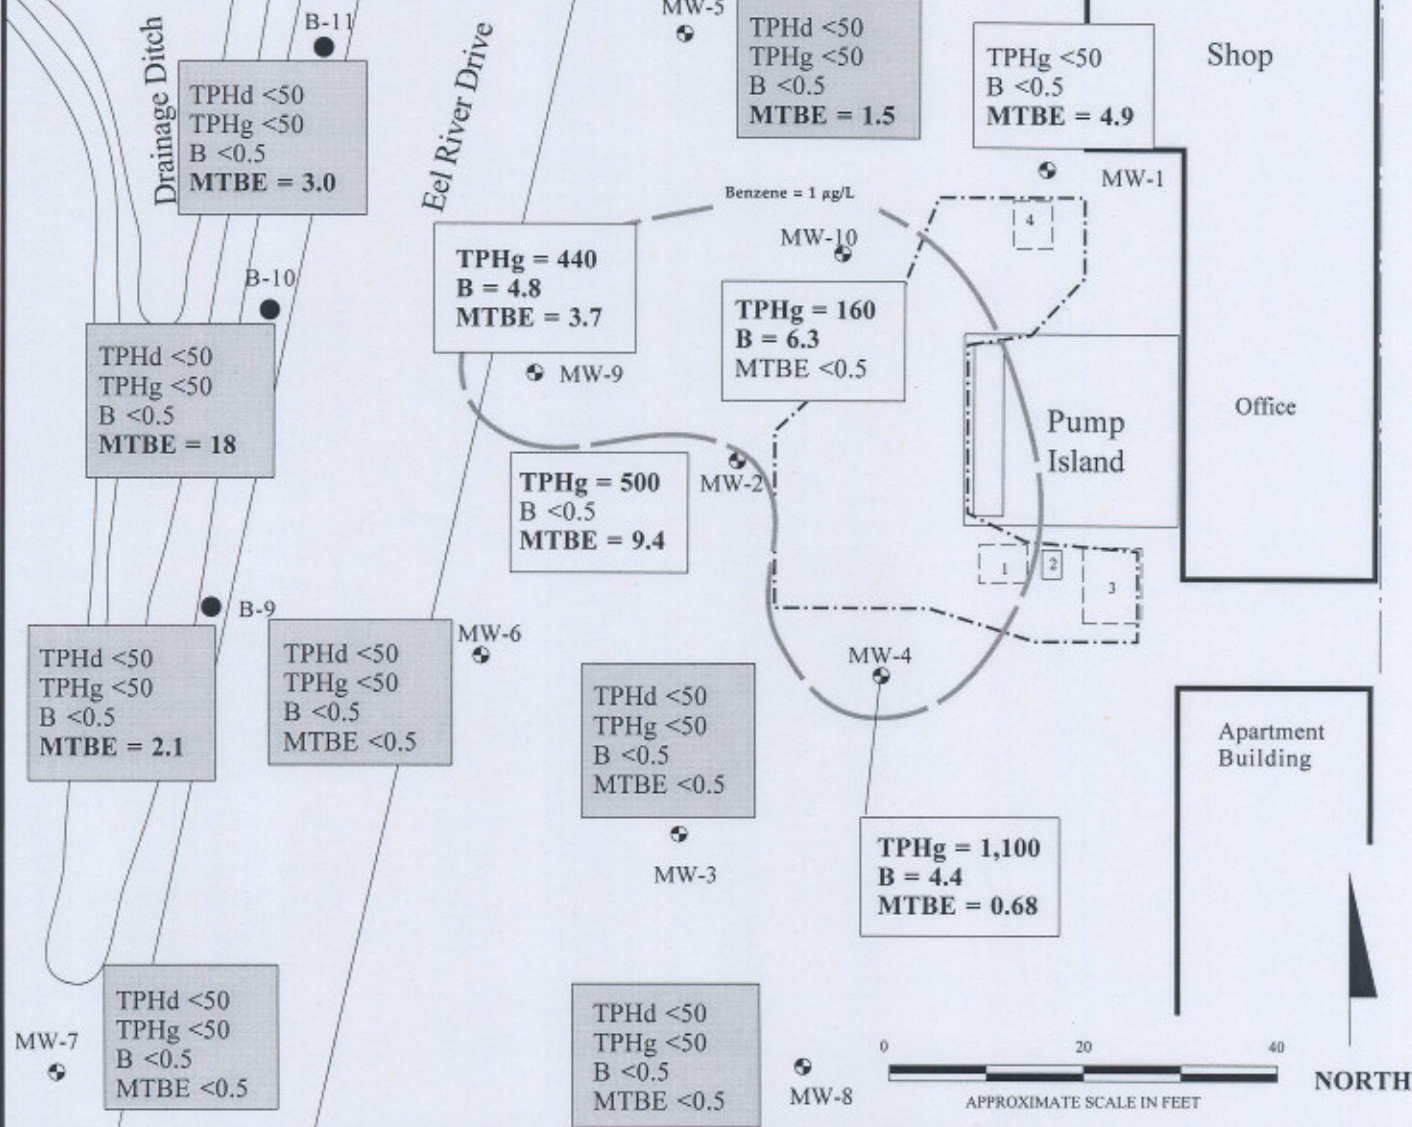 MW-5
B-11
Drainage Ditch
Eel River Drive
TPHd <50
TPHg <50
B <0.5
MTBE = 3.0
TPHd <50
TPHg <50
B <0.5
MTBE = 1.5
TPHg <50
B <0.5
MTBE = 4.9
Shop
MW-1
Benzene = 1 µg/L
4
MW-10
B-10
TPHg = 440
B = 4.8
MTBE = 3.7
MW-9
TPHg = 160
B = 6.3
MTBE <0.5
TPHd <50
TPHg <50
B <0.5
MTBE = 18
Pump
Island
Office
MW-2
TPHg = 500
B <0.5
MTBE = 9.4
1
2
3
B-9
TPHd <50
TPHg <50
B <0.5
MTBE = 2.1
TPHd <50
TPHg <50
B <0.5
MTBE <0.5
MW-6
MW-4
TPHd <50
TPHg <50
B <0.5
MTBE <0.5
MW-3
Apartment
Building
TPHg = 1,100
B = 4.4
MTBE = 0.68
MW-7
TPHd <50
TPHg <50
B <0.5
MTBE <0.5
TPHd <50
TPHg <50
B <0.5
MTBE <0.5
MW-8
0 20 40
APPROXIMATE SCALE IN FEET
NORTH